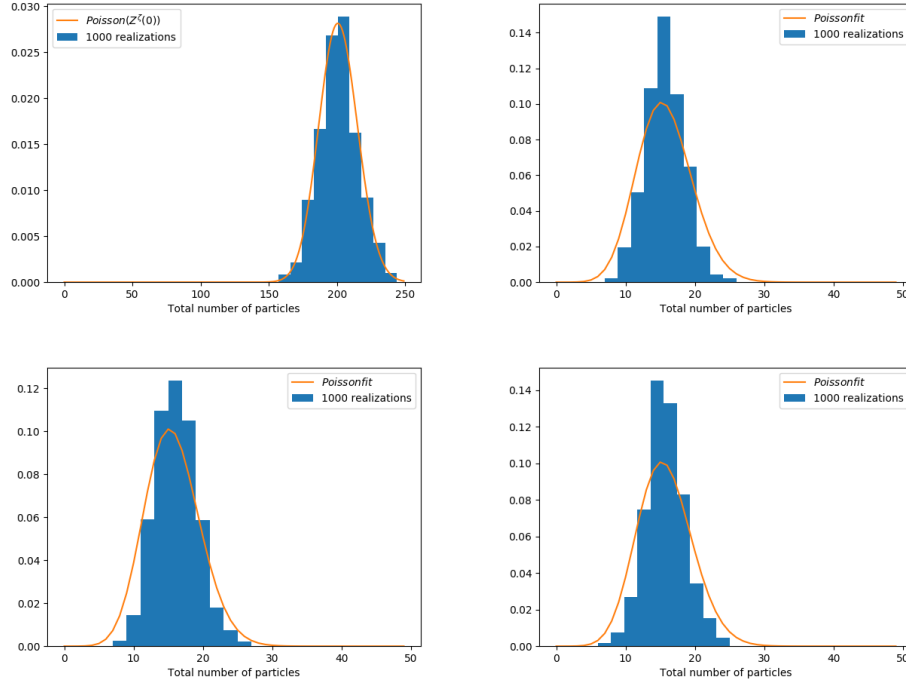 0.030
0.025
0.020
0.015
0.010
0.005
0.000
Poisson(Z^ζ(0))
1000 realizations
0 50 100 150 200 250
Total number of particles
0.14
0.12
0.10
0.08
0.06
0.04
0.02
0.00
Poissonfit
1000 realizations
0 10 20 30 40 50
Total number of particles
0.12
0.10
0.08
0.06
0.04
0.02
0.00
Poissonfit
1000 realizations
0 10 20 30 40 50
Total number of particles
0.14
0.12
0.10
0.08
0.06
0.04
0.02
0.00
Poissonfit
1000 realizations
0 10 20 30 40 50
Total number of particles